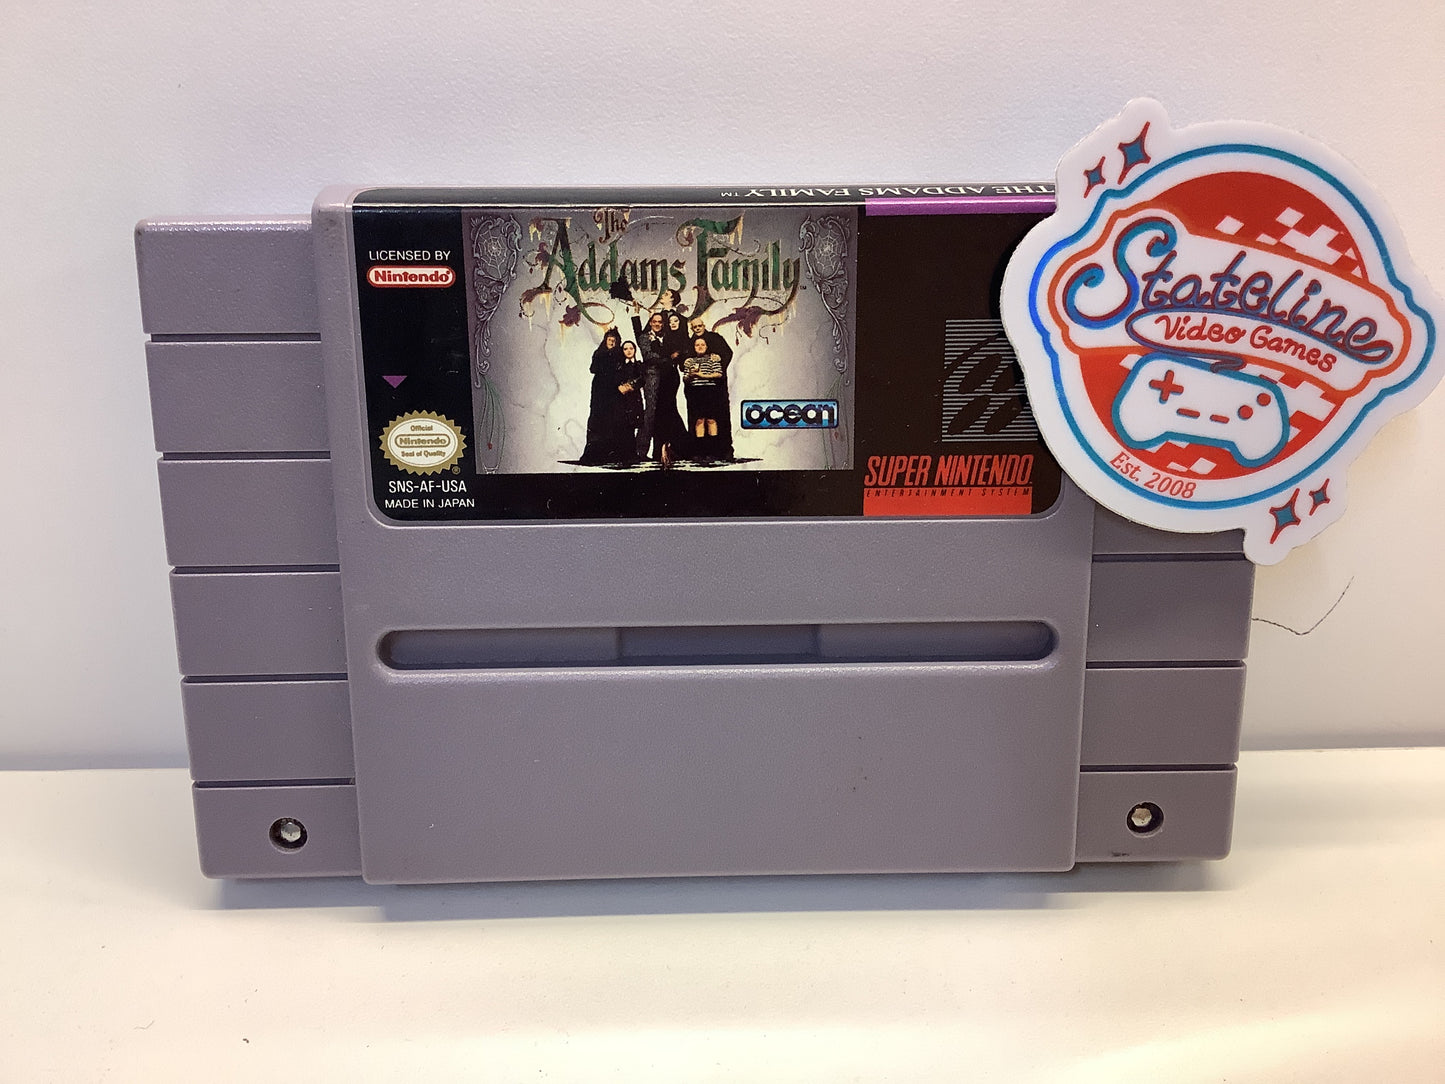 THE ADDAMS FAMILY™
LICENSED BY
Nintendo®
The
Addams Family™
ocean
Official
Nintendo
Seal of Quality
®
SNS-AF-USA
MADE IN JAPAN
SUPER NINTENDO
ENTERTAINMENT SYSTEM
Stateline
Video Games
Est. 2008